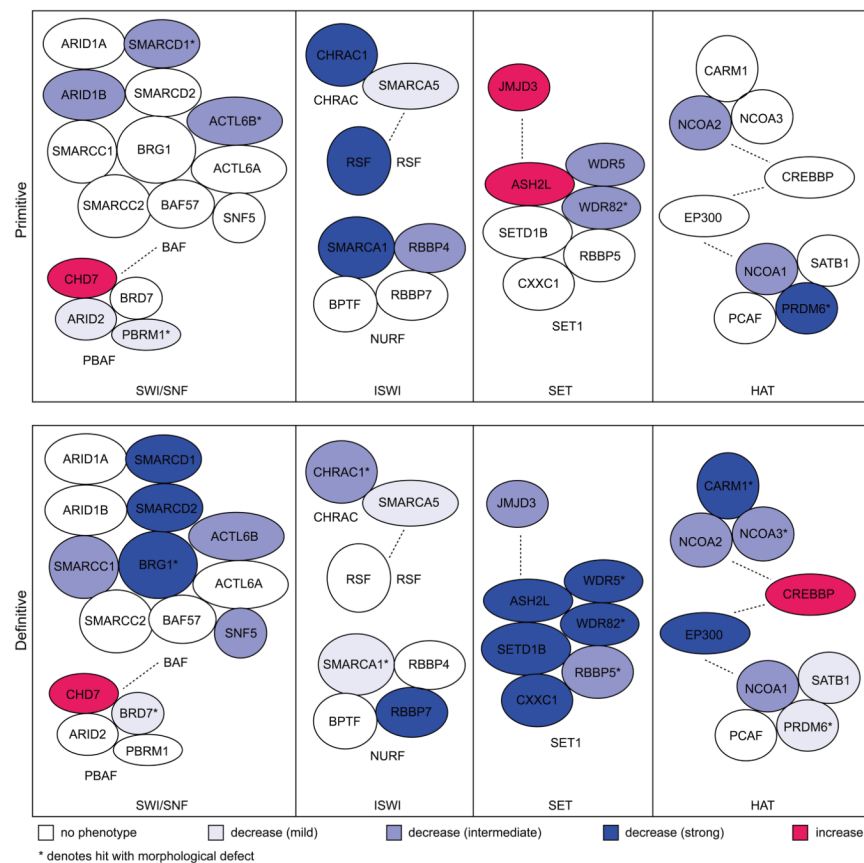 Primitive
ARID1A
SMARCD1*
ARID1B
SMARCD2
ACTL6B*
SMARCC1
BRG1
ACTL6A
SMARCC2
BAF57
SNF5
BAF
CHD7
BRD7
ARID2
PBRM1*
PBAF
SWI/SNF
CHRAC1
SMARCA5
CHRAC
RSF
RSF
SMARCA1
RBBP4
BPTF
RBBP7
NURF
ISWI
JMJD3
WDR5
ASH2L
WDR82*
SETD1B
RBBP5
CXXC1
SET1
SET
CARM1
NCOA2
NCOA3
CREBBP
EP300
NCOA1
SATB1
PRDM6*
PCAF
HAT
Definitive
ARID1A
SMARCD1
ARID1B
SMARCD2
ACTL6B
SMARCC1
BRG1*
ACTL6A
SMARCC2
BAF57
SNF5
BAF
CHD7
BRD7*
ARID2
PBRM1
PBAF
SWI/SNF
CHRAC1*
SMARCA5
CHRAC
RSF
RSF
SMARCA1*
RBBP4
BPTF
RBBP7
NURF
ISWI
JMJD3
WDR5*
ASH2L
WDR82*
SETD1B
RBBP5*
CXXC1
SET1
SET
CARM1*
NCOA2
NCOA3*
CREBBP
EP300
NCOA1
SATB1
PRDM6*
PCAF
HAT
no phenotype
decrease (mild)
decrease (intermediate)
decrease (strong)
increase
* denotes hit with morphological defect